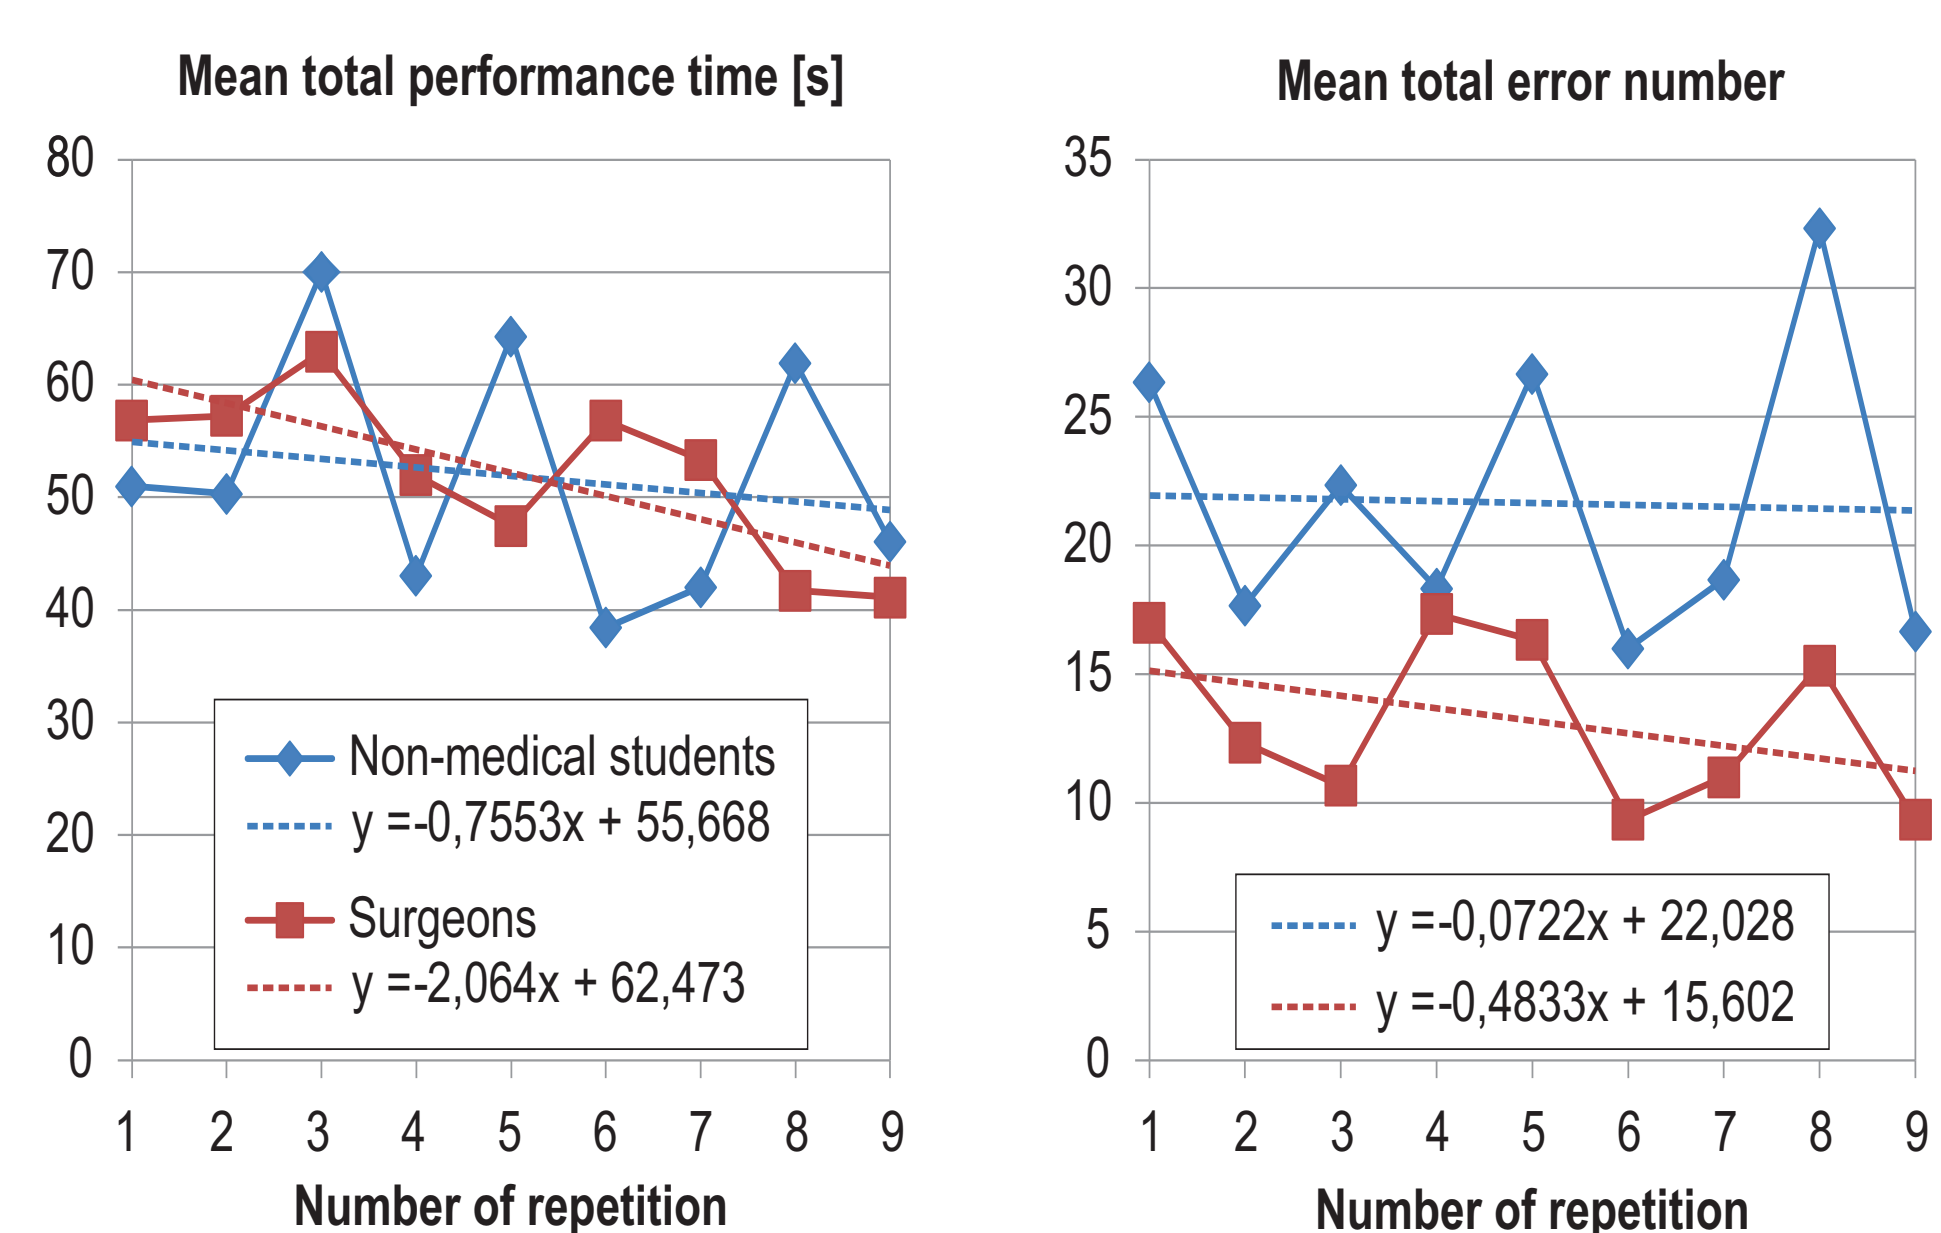 Mean total performance time [s]
80
70
60
50
40
30
20
10
0
Non-medical students
y =-0,7553x + 55,668
Surgeons
y =-2,064x + 62,473
1 2 3 4 5 6 7 8 9
Number of repetition
Mean total error number
35
30
25
20
15
10
5
0
y =-0,0722x + 22,028
y =-0,4833x + 15,602
1 2 3 4 5 6 7 8 9
Number of repetition